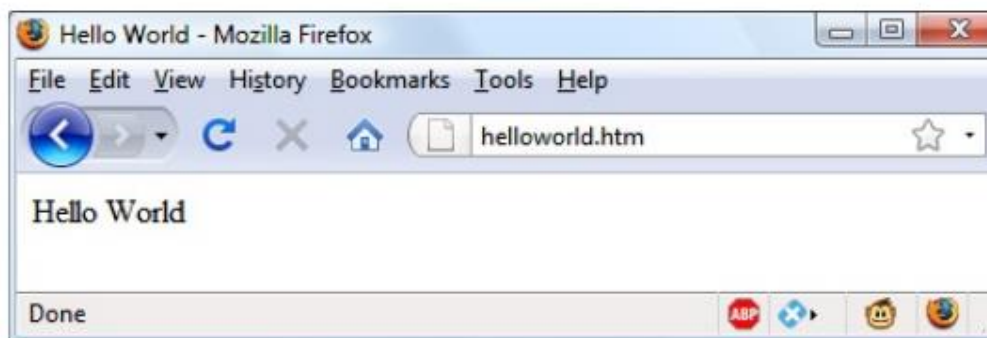 Hello World - Mozilla Firefox
File Edit View History Bookmarks Tools Help
helloworld.htm
Hello World
Done
ABP